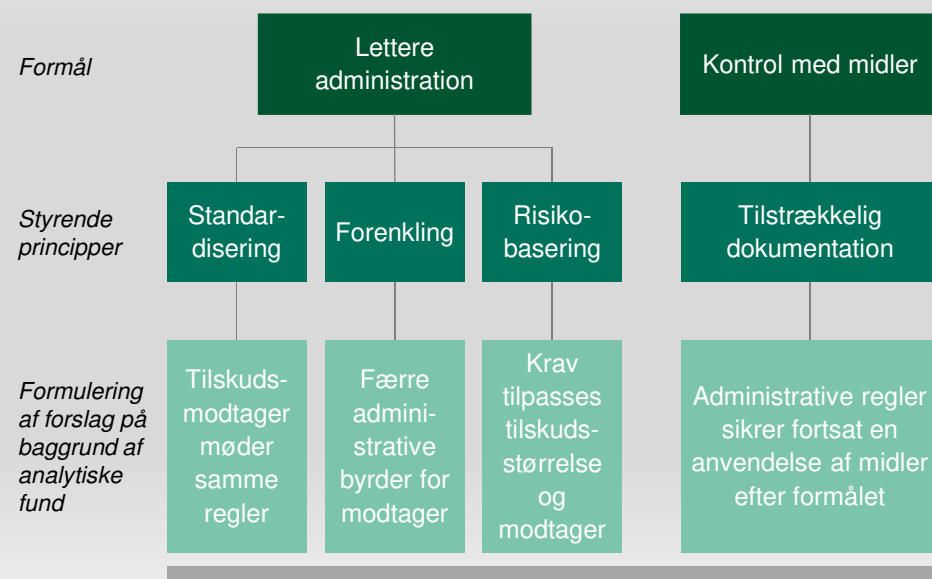 Formål
Lettere
administration
Kontrol med midler
Styrende
principper
Standar-
disering
Forenkling
Risiko-
basering
Tilstrækkelig
dokumentation
Formulering
af forslag på
baggrund af
analytiske
fund
Tilskuds-
modtager
møder
samme
regler
Færre
admini-
strative
byrder for
modtager
Krav
tilpasses
tilskuds-
størrelse
og
modtager
Administrative regler
sikrer fortsat en
anvendelse af midler
efter formålet